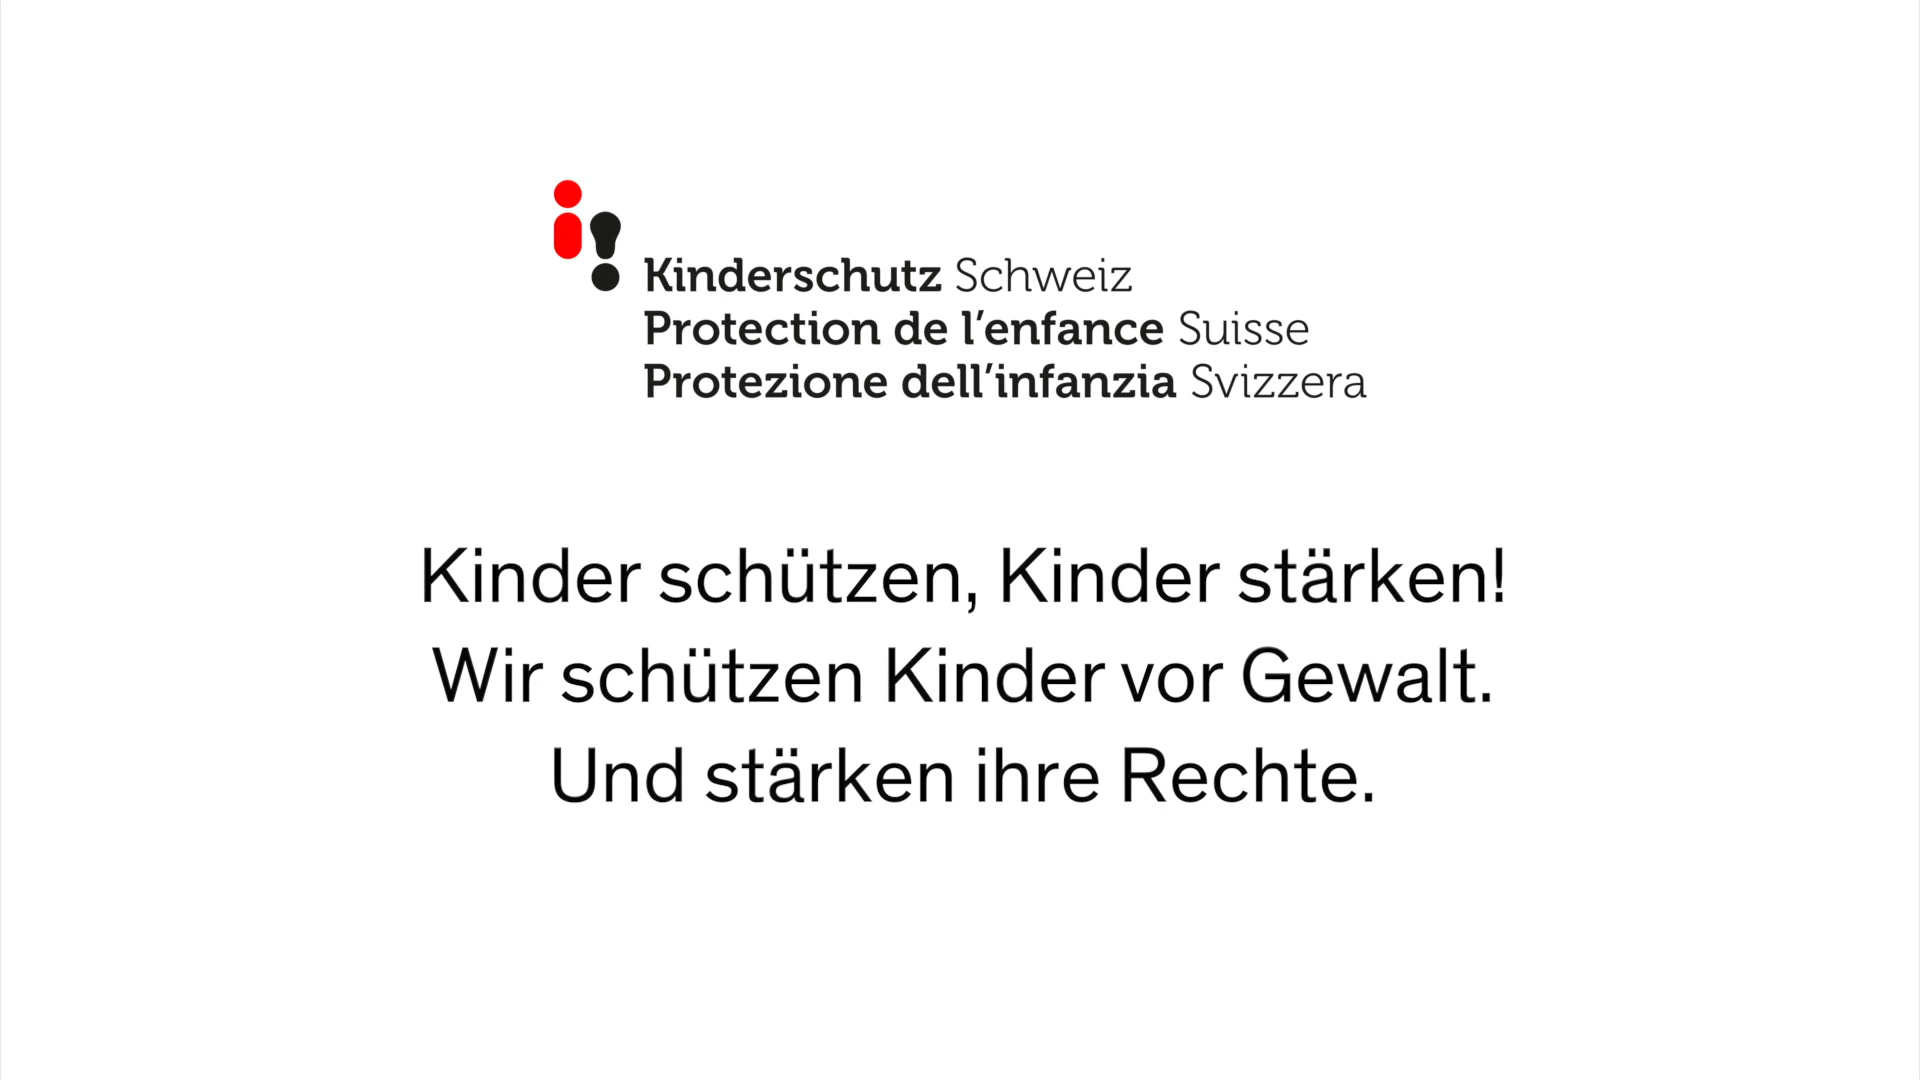 Kinderschutz Schweiz
Protection de l’enfance Suisse
Protezione dell’infanzia Svizzera
Kinder schützen, Kinder stärken!
Wir schützen Kinder vor Gewalt.
Und stärken ihre Rechte.